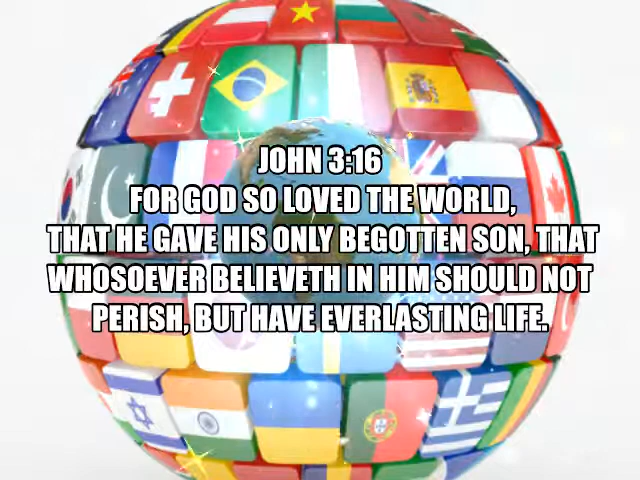 JOHN 3:16
FOR GOD SO LOVED THE WORLD,
THAT HE GAVE HIS ONLY BEGOTTEN SON, THAT
WHOSOEVER BELIEVETH IN HIM SHOULD NOT
PERISH, BUT HAVE EVERLASTING LIFE.